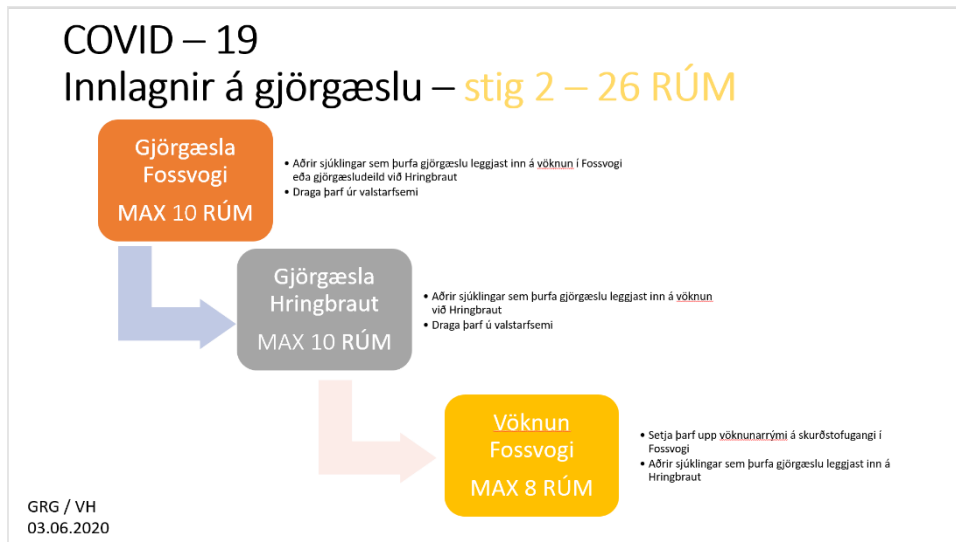 COVID – 19
Innlagnir á gjörgæslu – stig 2 – 26 RÚM
Gjörgæsla
Fossvogi
MAX 10 RÚM
• Aðrir sjúklingar sem þurfa gjörgæslu leggjast inn á vöknun í Fossvogi
eða gjörgæsludeild við Hringbraut
• Draga þarf úr valstarfsemi
Gjörgæsla
Hringbraut
MAX 10 RÚM
• Aðrir sjúklingar sem þurfa gjörgæslu leggjast inn á vöknun
við Hringbraut
• Draga þarf ú valstarfsemi
Vöknun
Fossvogi
MAX 8 RÚM
• Setja þarf upp vöknunarrými á skurðstofugangi í
Fossvogi
• Aðrir sjúklingar sem þurfa gjörgæslu leggjast inn á
Hringbraut
GRG / VH
03.06.2020